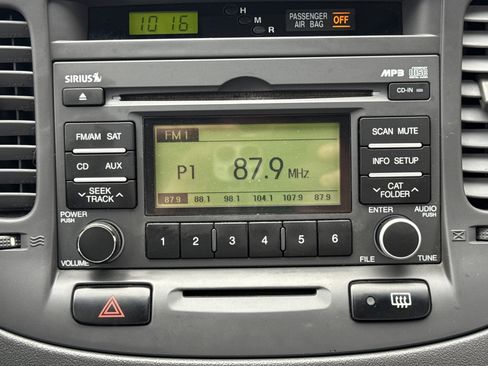 H
M
R
10:16
PASSENGER
AIR BAG OFF
SIRIUS
MP3
CD-IN
FM/AM SAT
CD AUX
SEEK
TRACK
FM1
P1 87.9 MHz
87.9 88.1 98.1 104.1 107.9 87.9
SCAN MUTE
INFO SETUP
CAT
FOLDER
POWER
PUSH
VOLUME
1 2 3 4 5 6
ENTER
AUDIO
PUSH
FILE
TUNE